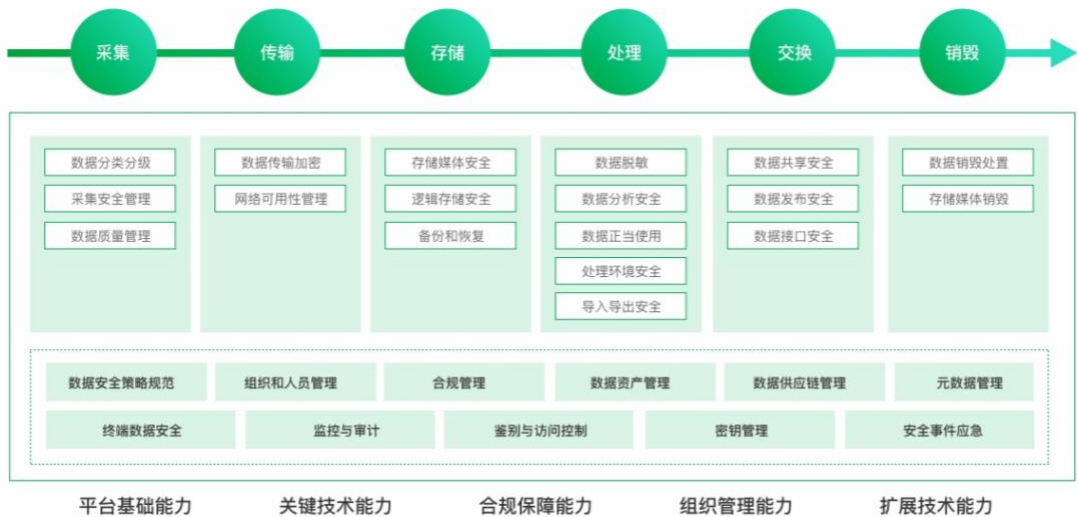 采集 传输 存储 处理 交换 销毁
数据分类分级 数据传输加密 存储媒体安全 数据脱敏 数据共享安全 数据销毁处置
采集安全管理 网络可用性管理 逻辑存储安全 数据分析安全 数据发布安全 存储媒体销毁
数据质量管理 备份和恢复 数据正当使用 数据接口安全
处理环境安全
导入导出安全
数据安全策略规范 组织和人员管理 合规管理 数据资产管理 数据供应链管理 元数据管理
终端数据安全 监控与审计 鉴别与访问控制 密钥管理 安全事件应急
平台基础能力 关键技术能力 合规保障能力 组织管理能力 扩展技术能力